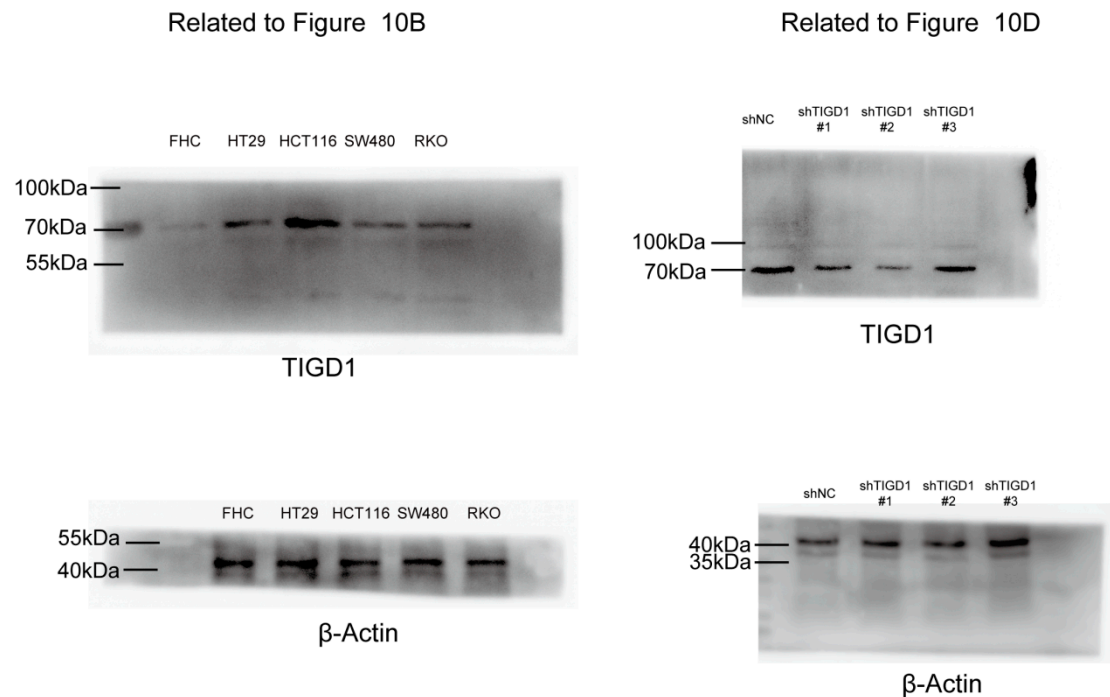 Related to Figure 10B
FHC HT29 HCT116 SW480 RKO
100kDa
70kDa
55kDa
TIGD1
FHC HT29 HCT116 SW480 RKO
55kDa
40kDa
β-Actin
Related to Figure 10D
shNC shTIGD1 shTIGD1 shTIGD1
#1 #2 #3
100kDa
70kDa
TIGD1
shNC shTIGD1 shTIGD1 shTIGD1
#1 #2 #3
40kDa
35kDa
β-Actin